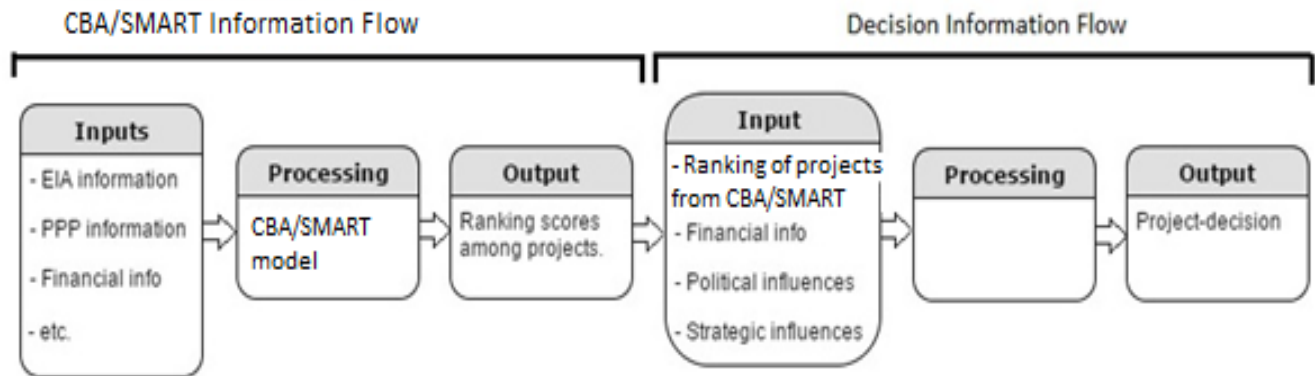 CBA/SMART Information Flow
Decision Information Flow
Inputs
- EIA information
- PPP information
- Financial info
- etc.
Processing
CBA/SMART
model
Output
Ranking scores
among projects.
Input
- Ranking of projects
from CBA/SMART
- Financial info
- Political influences
- Strategic influences
Processing
Output
Project-decision